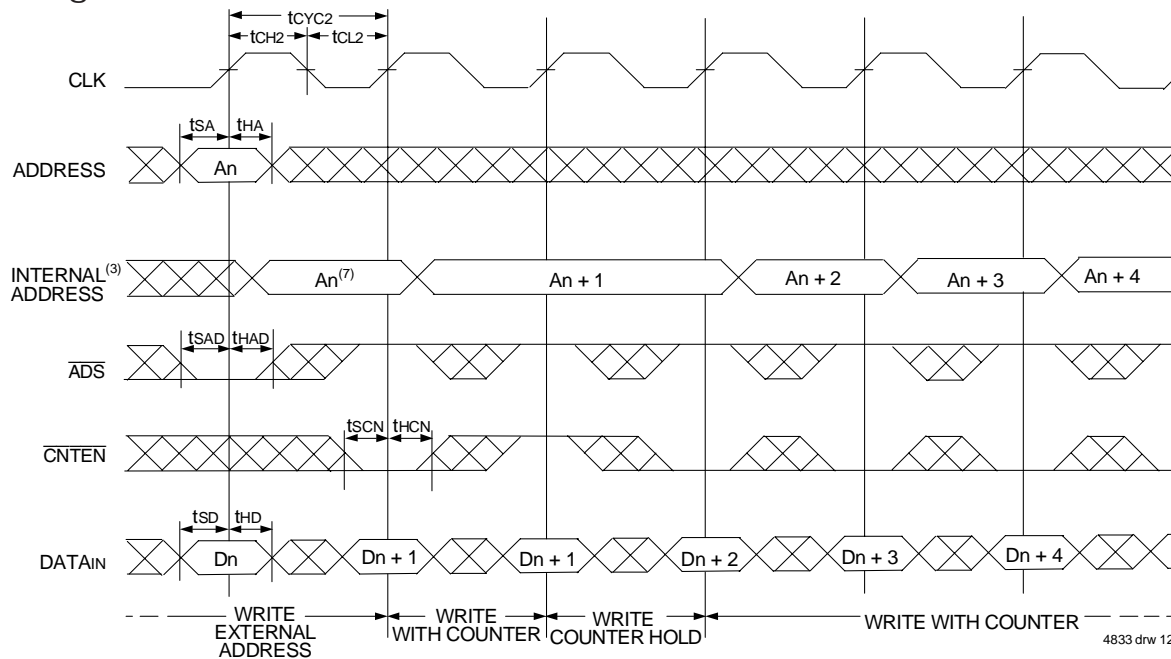 tCYC2
tCH2 tCL2
CLK
tSA tHA
ADDRESS An
INTERNAL(3)
ADDRESS An(7) An + 1 An + 2 An + 3 An + 4
tSAD tHAD
ADS
tSCN tHCN
CNTEN
tSD tHD
DATAIN Dn Dn + 1 Dn + 1 Dn + 2 Dn + 3 Dn + 4
WRITE
EXTERNAL
ADDRESS
WRITE
WITH COUNTER
WRITE
COUNTER HOLD
WRITE WITH COUNTER
4833 drw 12